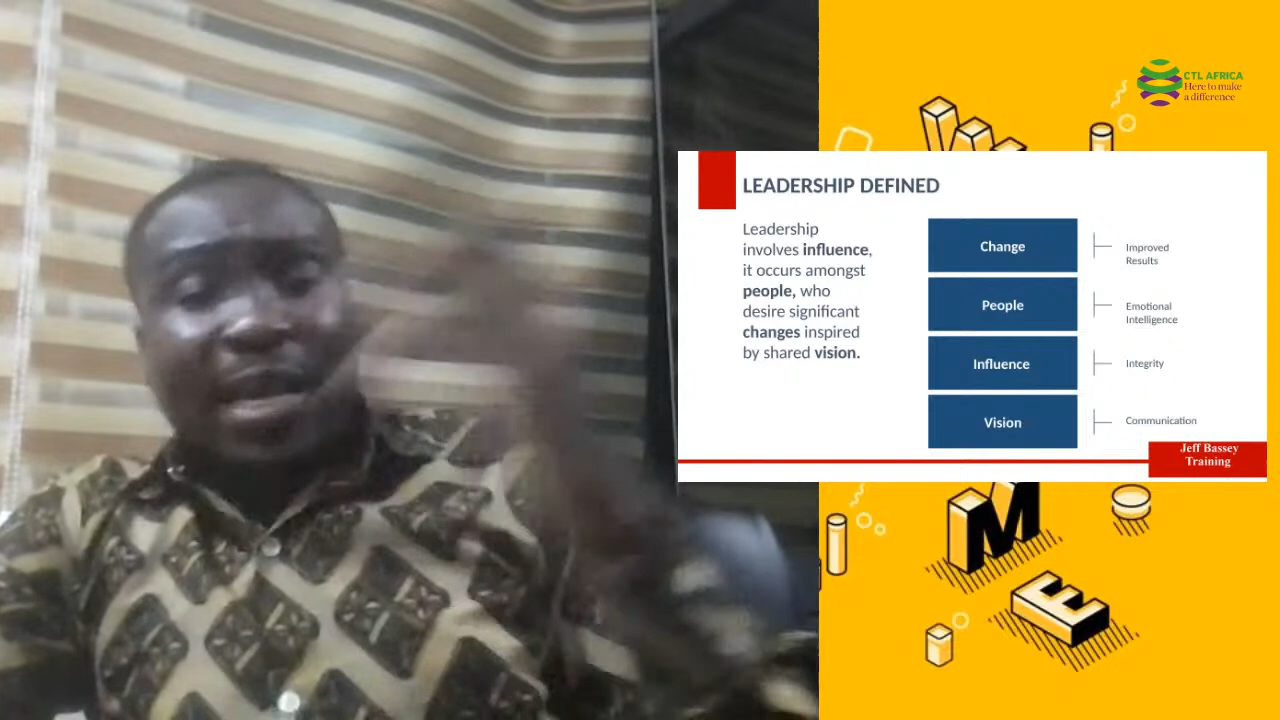 CTL AFRICA
Here to make
a difference
LEADERSHIP DEFINED
Leadership
involves influence,
it occurs amongst
people, who
desire significant
changes inspired
by shared vision.
Change
Improved
Results
People
Emotional
Intelligence
Influence
Integrity
Vision
Communication
Jeff Bassey
Training
M
E